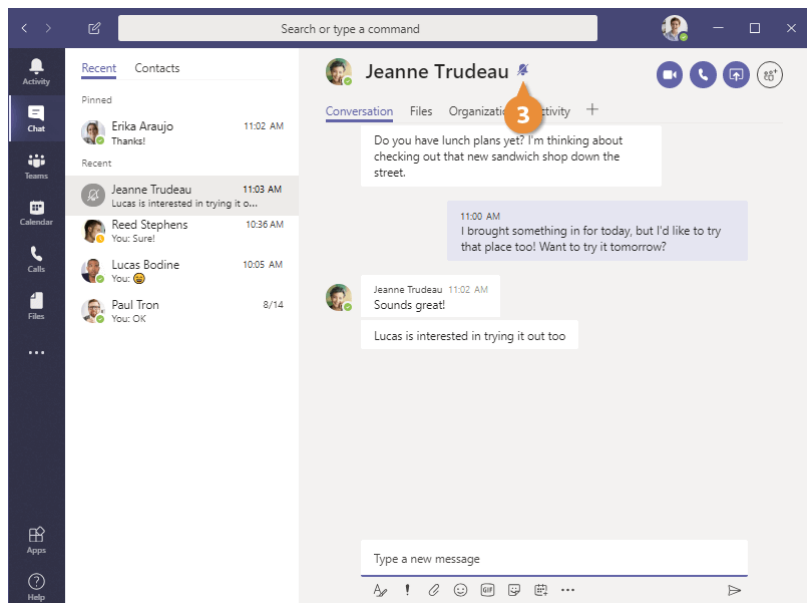 Search or type a command
Activity
Chat
Teams
Calendar
Calls
Files
Apps
Help
Recent
Contacts
Pinned
Erika Araujo
11:02 AM
Thanks!
Recent
Jeanne Trudeau
11:03 AM
Lucas is interested in trying it o...
Reed Stephens
10:36 AM
You: Sure!
Lucas Bodine
10:05 AM
You:
Paul Tron
8/14
You: OK
Jeanne Trudeau
Conversation
Files
3
Do you have lunch plans yet? I'm thinking about
checking out that new sandwich shop down the
street.
11:00 AM
I brought something in for today, but I'd like to try
that place too! Want to try it tomorrow?
Jeanne Trudeau 11:02 AM
Sounds great!
Lucas is interested in trying it out too
Type a new message
GIF